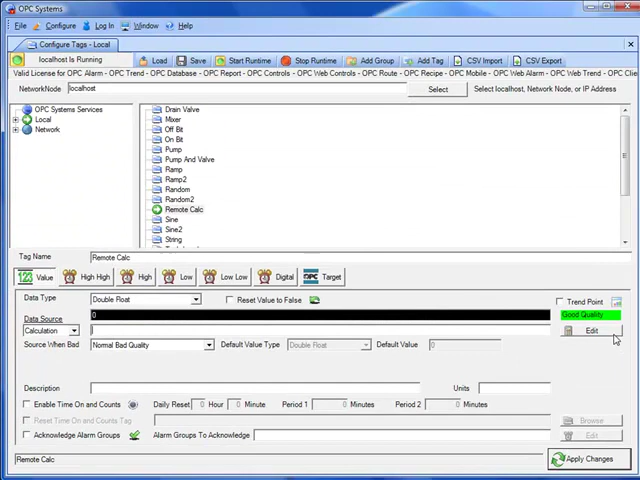 OPC Systems
File Configure Log In Window Help
Configure Tags - Local
localhost Is Running Load Save Start Runtime Stop Runtime Add Group Add Tag CSV Import CSV Export
Valid License for OPC Alarm - OPC Trend - OPC Database - OPC Report - OPC Controls - OPC Web Controls - OPC Route - OPC Recipe - OPC Mobile - OPC Web Alarm - OPC Web Trend - OPC Clien
NetworkNode localhost Select Select localhost, Network Node, or IP Address
OPC Systems Services
Local
Network
Drain Valve
Mixer
Off Bit
On Bit
Pump
Pump And Valve
Ramp
Ramp2
Random
Random2
Remote Calc
Sine
Sine2
String
Tag Name Remote Calc
123 Value High High High Low Low Low Digital OPC Target
Data Type Double Float Reset Value to False Trend Point
Data Source 0 Good Quality
Calculation Edit
Source When Bad Normal Bad Quality Default Value Type Double Float Default Value 0
Description Units
Enable Time On and Counts Daily Reset 0 Hour 0 Minute Period 1 0 Minutes Period 2 0 Minutes
Reset Time On and Counts Tag Browse
Acknowledge Alarm Groups Alarm Groups To Acknowledge Edit
Remote Calc Apply Changes